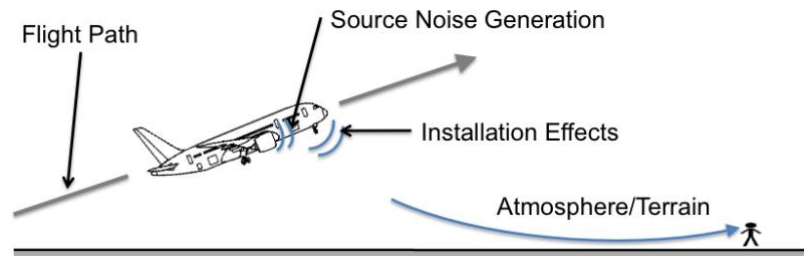 Source Noise Generation
Flight Path
Installation Effects
Atmosphere/Terrain